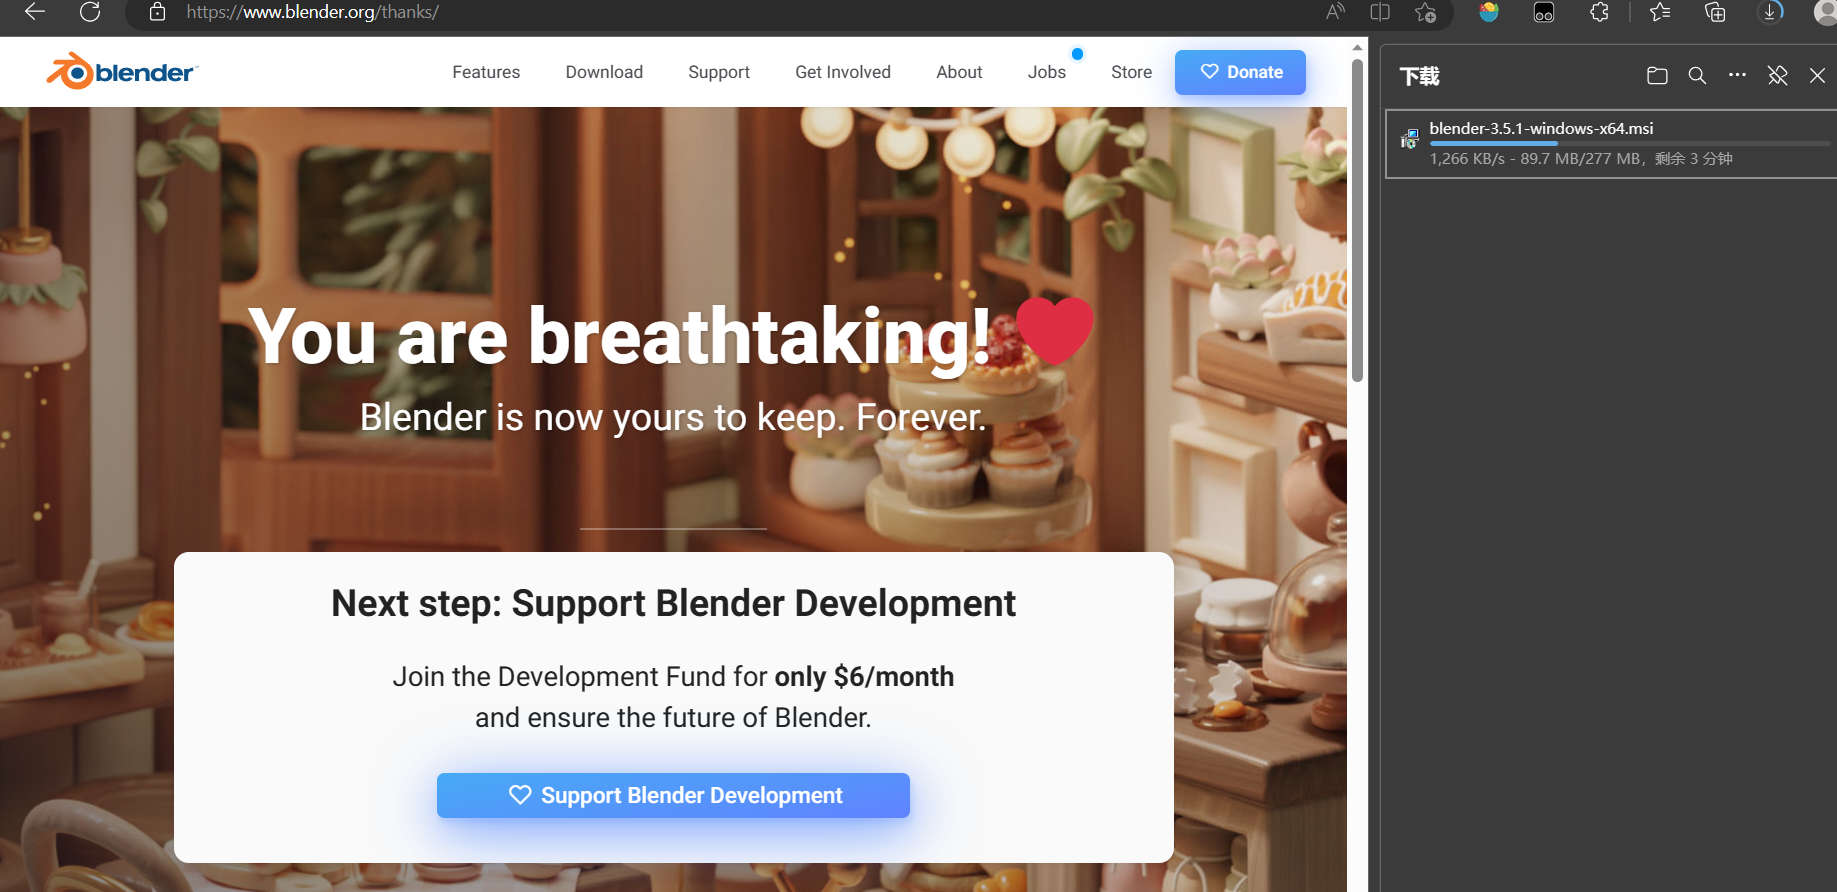 https://www.blender.org/thanks/
blender
Features
Download
Support
Get Involved
About
Jobs
Store
Donate
You are breathtaking!
Blender is now yours to keep. Forever.
Next step: Support Blender Development
Join the Development Fund for only $6/month
and ensure the future of Blender.
Support Blender Development
下载
blender-3.5.1-windows-x64.msi
1,266 KB/s - 89.7 MB/277 MB，剩余 3 分钟